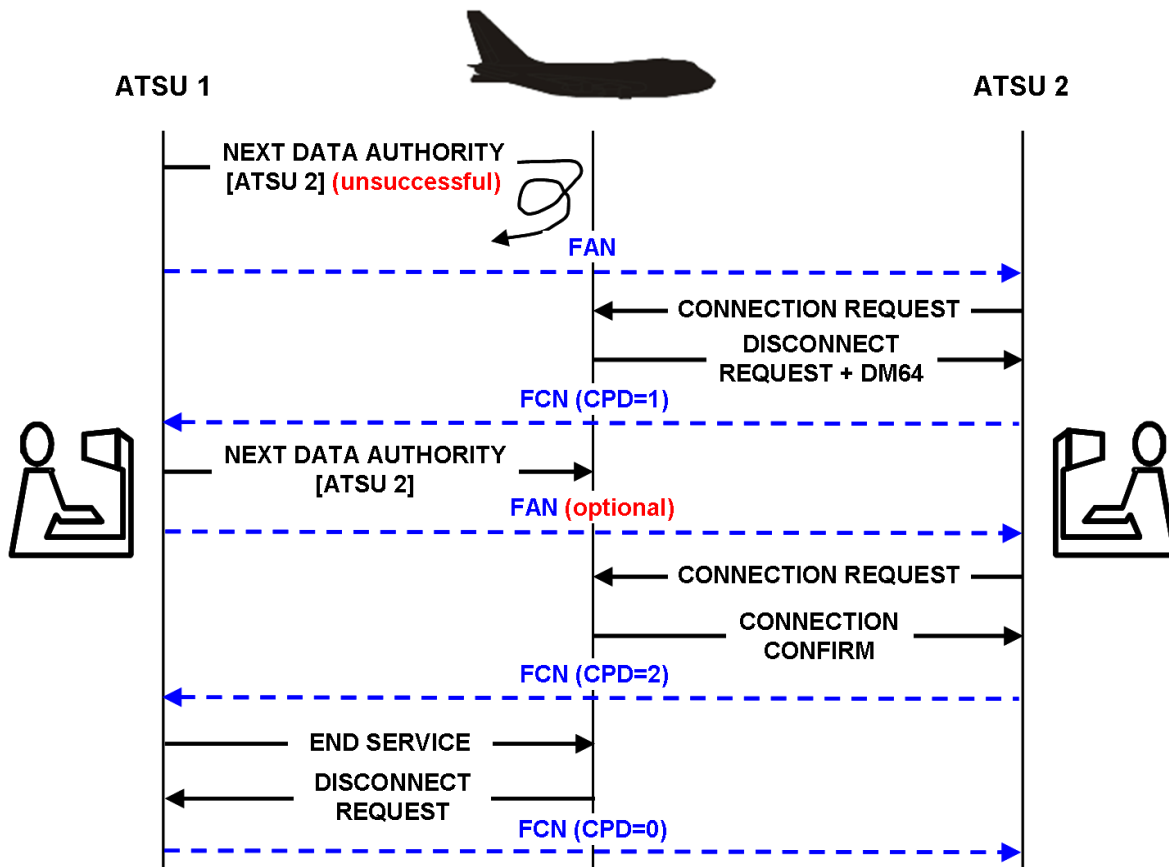 ATSU 1
ATSU 2
NEXT DATA AUTHORITY
[ATSU 2] (unsuccessful)
FAN
CONNECTION REQUEST
DISCONNECT
REQUEST + DM64
FCN (CPD=1)
NEXT DATA AUTHORITY
[ATSU 2]
FAN (optional)
CONNECTION REQUEST
CONNECTION
CONFIRM
FCN (CPD=2)
END SERVICE
DISCONNECT
REQUEST
FCN (CPD=0)